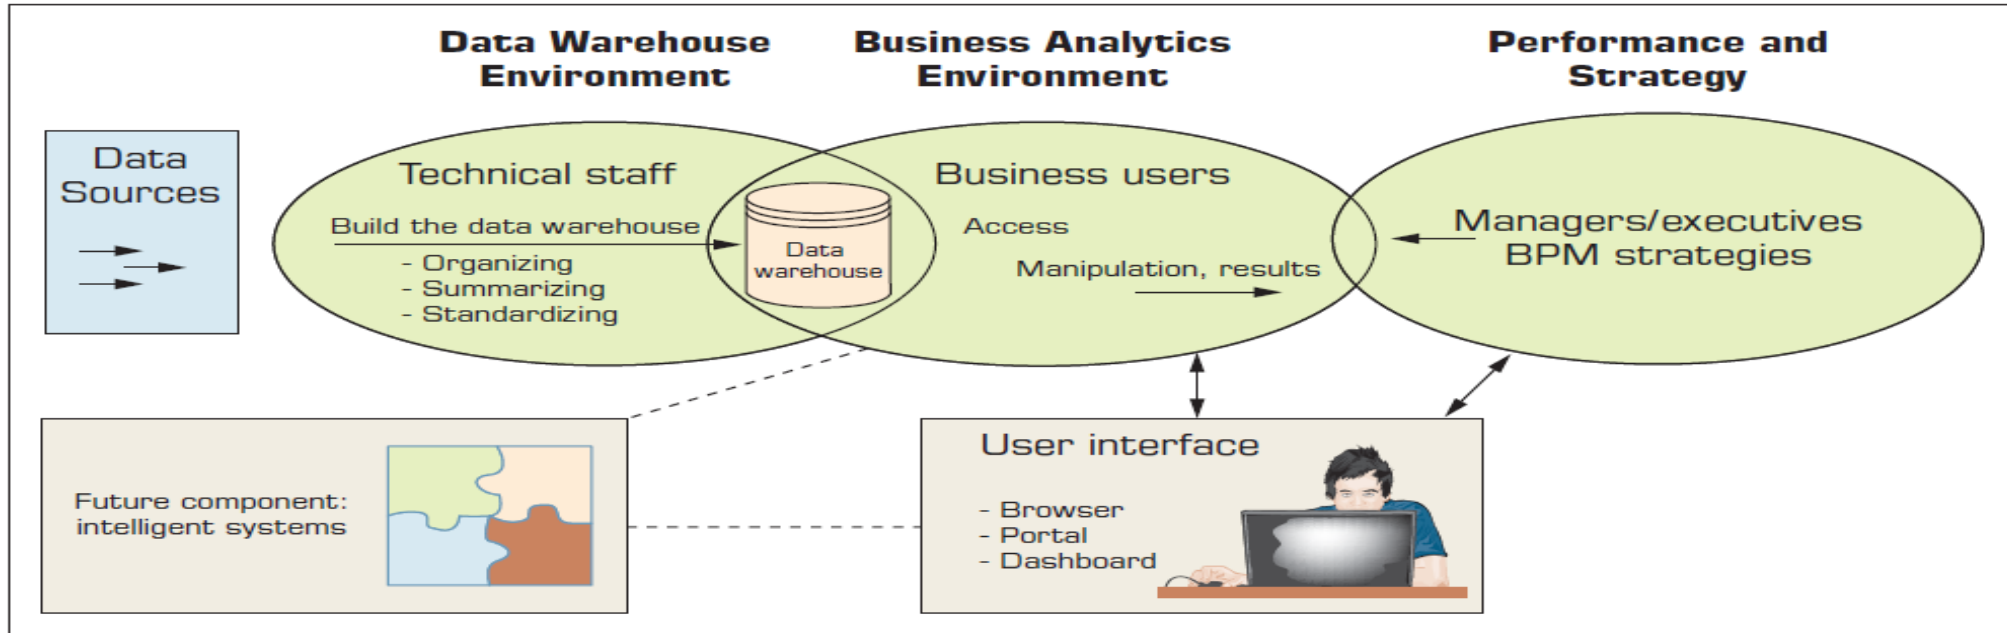 Data Warehouse
Environment
Business Analytics
Environment
Performance and
Strategy
Data
Sources
Technical staff
Build the data warehouse
- Organizing
- Summarizing
- Standardizing
Data
warehouse
Business users
Access
Manipulation, results
Managers/executives
BPM strategies
Future component:
intelligent systems
User interface
- Browser
- Portal
- Dashboard